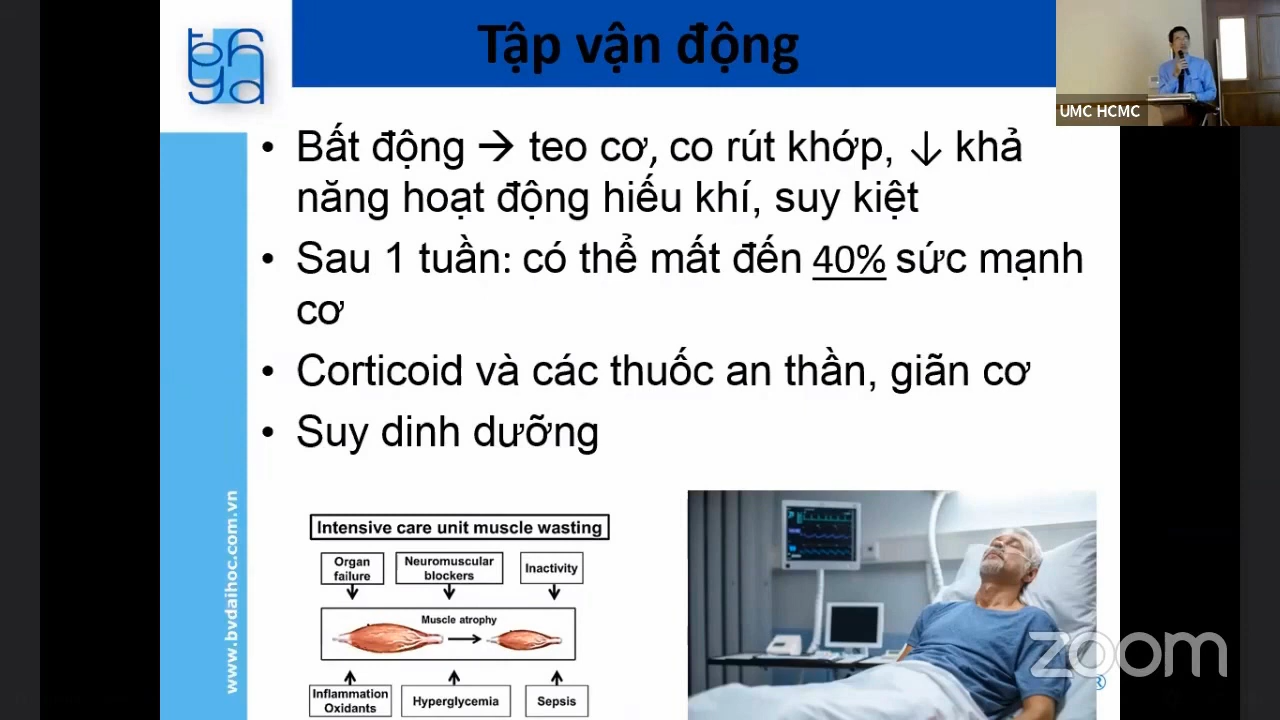 Tập vận động
UMC HCMC
• Bất động → teo cơ, co rút khớp, ↓ khả
năng hoạt động hiếu khí, suy kiệt
• Sau 1 tuần: có thể mất đến 40% sức mạnh
cơ
• Corticoid và các thuốc an thần, giãn cơ
• Suy dinh dưỡng
www.bvdaihoc.com.vn
Intensive care unit muscle wasting
Organ
failure
Neuromuscular
blockers
Inactivity
Muscle atrophy
Inflammation
Oxidants
Hyperglycemia
Sepsis
zoom